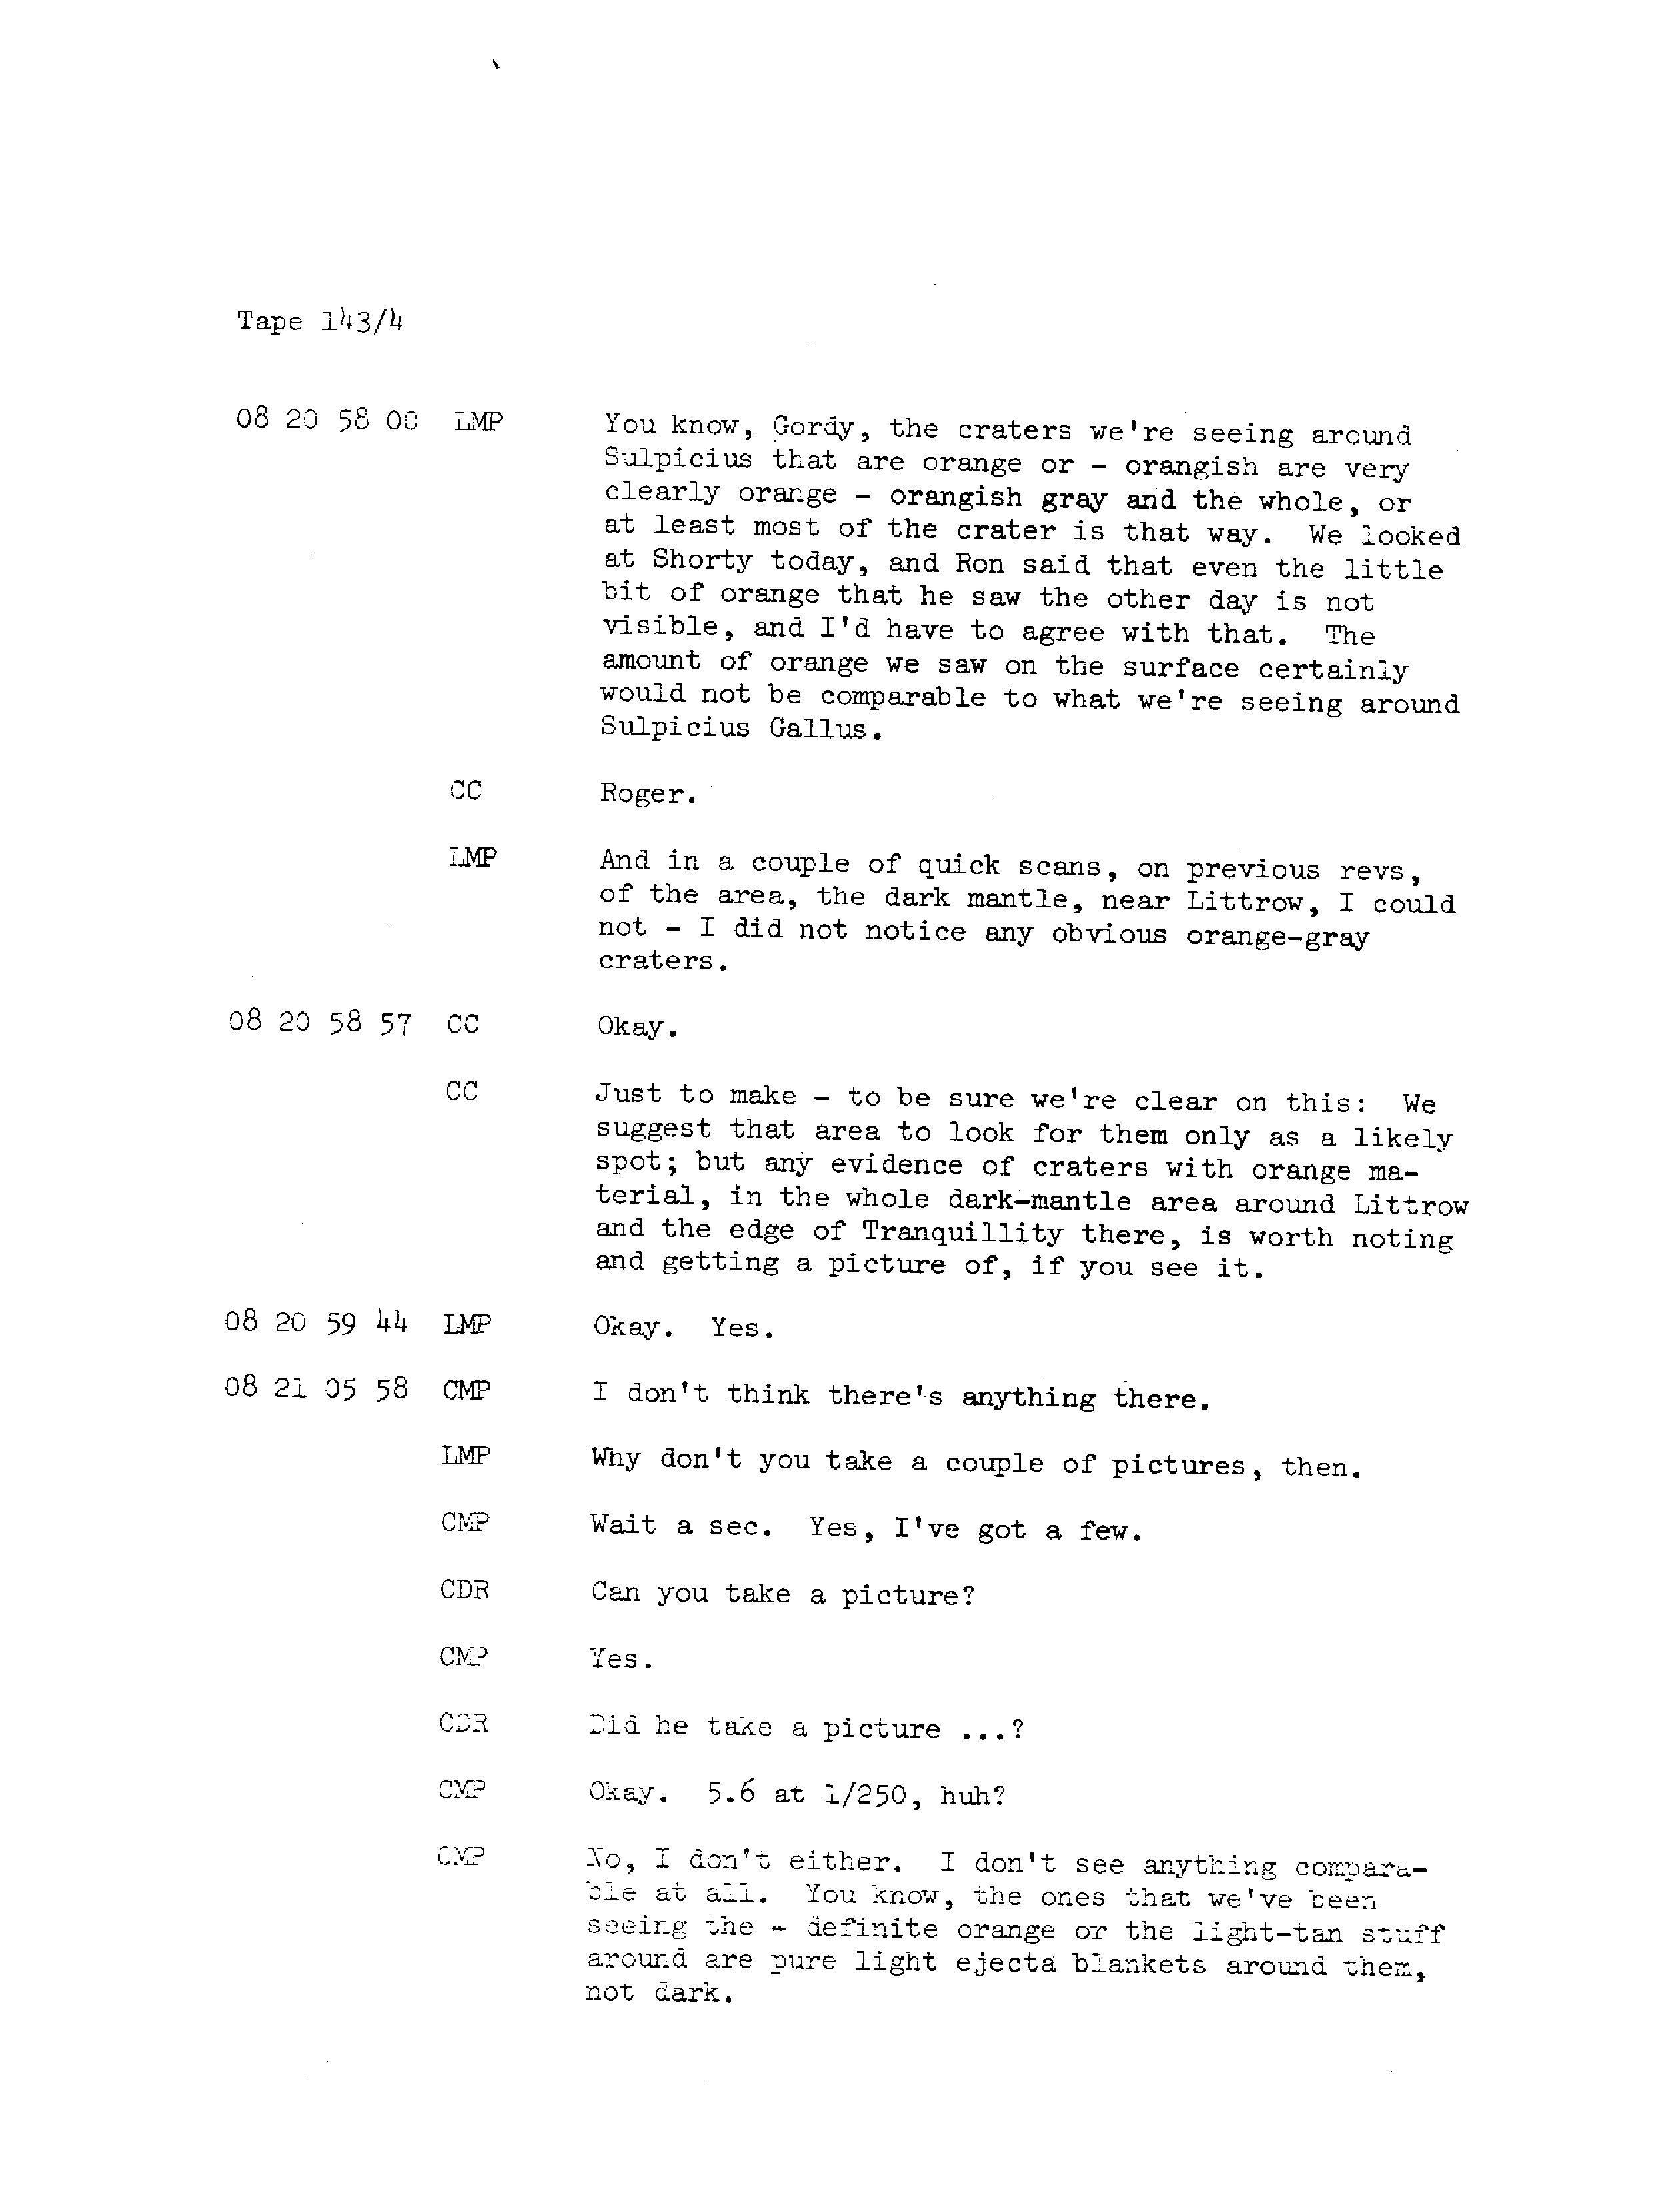 Tape 143/4
08 20 58 00 LMP You know, Gordy, the craters we're seeing around
Sulpicius that are orange or - orangish are very
clearly orange - orangish gray and the whole, or
at least most of the crater is that way. We looked
at Shorty today, and Ron said that even the little
bit of orange that he saw the other day is not
visible, and I'd have to agree with that. The
amount of orange we saw on the surface certainly
would not be comparable to what we're seeing around
Sulpicius Gallus.
CC Roger.
LMP And in a couple of quick scans, on previous revs,
of the area, the dark mantle, near Littrow, I could
not - I did not notice any obvious orange-gray
craters.
08 20 58 57 CC Okay.
CC Just to make - to be sure we're clear on this: We
suggest that area to look for them only as a likely
spot; but any evidence of craters with orange ma-
terial, in the whole dark-mantle area around Littrow
and the edge of Tranquillity there, is worth noting
and getting a picture of, if you see it.
08 20 59 44 LMP Okay. Yes.
08 21 05 58 CMP I don't think there's anything there.
LMP Why don't you take a couple of pictures, then.
CMP Wait a sec. Yes, I've got a few.
CDR Can you take a picture?
CMP Yes.
CDR Did he take a picture ...?
CMP Okay. 5.6 at 1/250, huh?
CMP No, I don't either. I don't see anything compara-
ble at all. You know, the ones that we've been
seeing the - definite orange or the light-tan stuff
around are pure light ejecta blankets around them,
not dark.